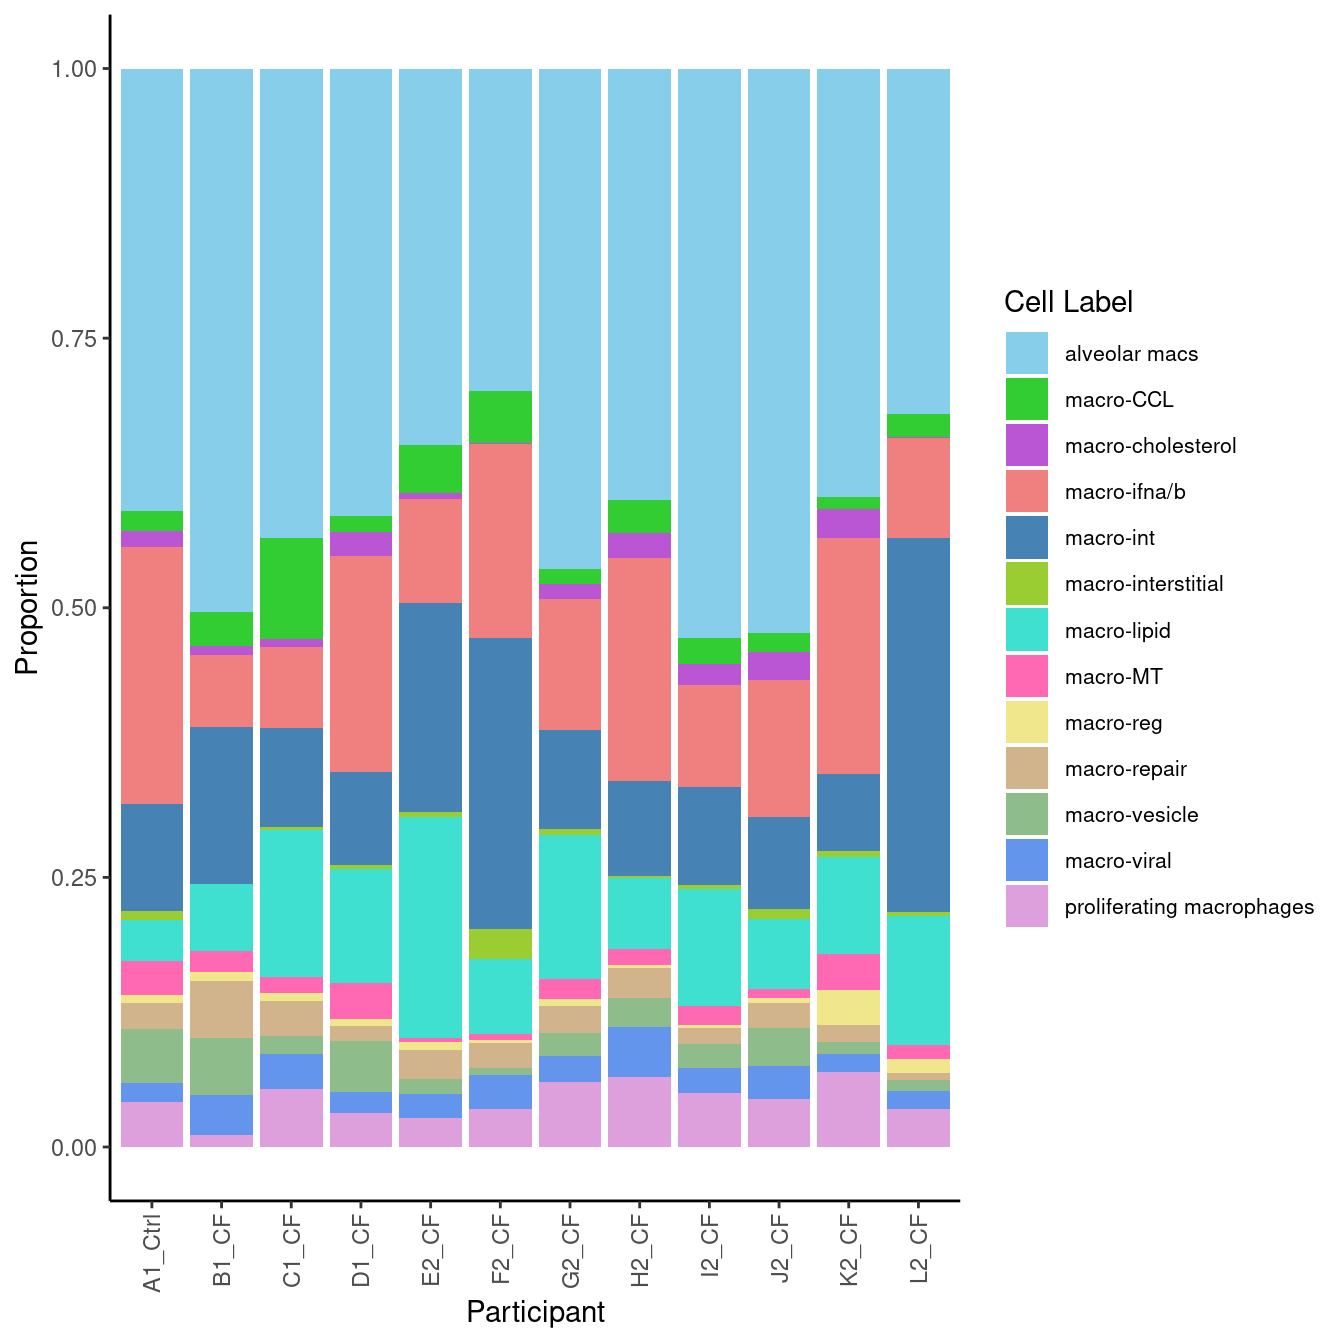 1.00
0.75
0.50
0.25
0.00
Proportion
A1_Ctrl
B1_CF
C1_CF
D1_CF
E2_CF
F2_CF
G2_CF
H2_CF
I2_CF
J2_CF
K2_CF
L2_CF
Participant
Cell Label
alveolar macs
macro-CCL
macro-cholesterol
macro-ifna/b
macro-int
macro-interstitial
macro-lipid
macro-MT
macro-reg
macro-repair
macro-vesicle
macro-viral
proliferating macrophages